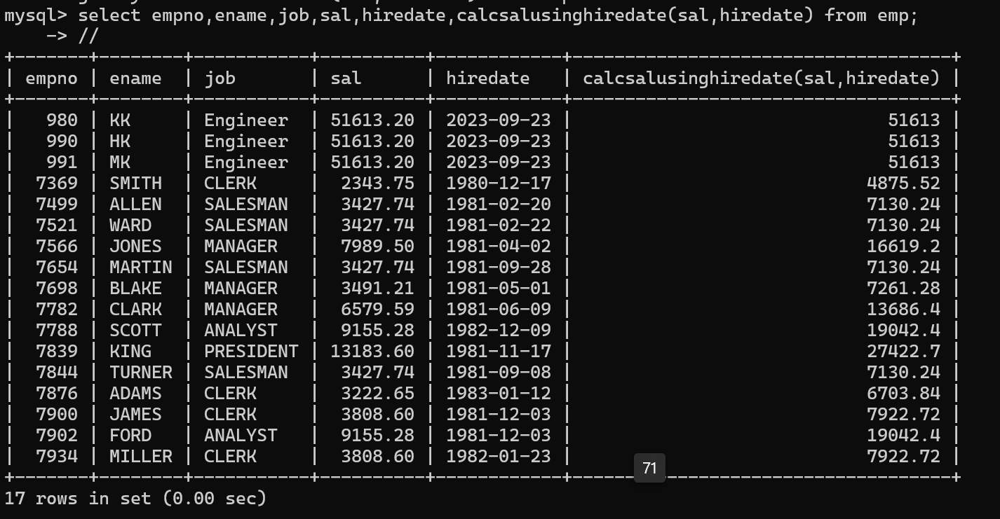 mysql> select empno,ename,job,sal,hiredate,calcsalusinghiredate(sal,hiredate) from emp;
    -> //
+-------+--------+-----------+----------+------------+------------------------------------+
| empno | ename  | job       | sal      | hiredate   | calcsalusinghiredate(sal,hiredate) |
+-------+--------+-----------+----------+------------+------------------------------------+
|   980 | KK     | Engineer  | 51613.20 | 2023-09-23 |                              51613 |
|   990 | HK     | Engineer  | 51613.20 | 2023-09-23 |                              51613 |
|   991 | MK     | Engineer  | 51613.20 | 2023-09-23 |                              51613 |
|  7369 | SMITH  | CLERK     |  2343.75 | 1980-12-17 |                            4875.52 |
|  7499 | ALLEN  | SALESMAN  |  3427.74 | 1981-02-20 |                            7130.24 |
|  7521 | WARD   | SALESMAN  |  3427.74 | 1981-02-22 |                            7130.24 |
|  7566 | JONES  | MANAGER   |  7989.50 | 1981-04-02 |                            16619.2 |
|  7654 | MARTIN | SALESMAN  |  3427.74 | 1981-09-28 |                            7130.24 |
|  7698 | BLAKE  | MANAGER   |  3491.21 | 1981-05-01 |                            7261.28 |
|  7782 | CLARK  | MANAGER   |  6579.59 | 1981-06-09 |                            13686.4 |
|  7788 | SCOTT  | ANALYST   |  9155.28 | 1982-12-09 |                            19042.4 |
|  7839 | KING   | PRESIDENT | 13183.60 | 1981-11-17 |                            27422.7 |
|  7844 | TURNER | SALESMAN  |  3427.74 | 1981-09-08 |                            7130.24 |
|  7876 | ADAMS  | CLERK     |  3222.65 | 1983-01-12 |                            6703.84 |
|  7900 | JAMES  | CLERK     |  3808.60 | 1981-12-03 |                            7922.72 |
|  7902 | FORD   | ANALYST   |  9155.28 | 1981-12-03 |                            19042.4 |
|  7934 | MILLER | CLERK     |  3808.60 | 1982-01-23 |                            7922.72 |
+-------+--------+-----------+----------+------------+------------------------------------+
71
17 rows in set (0.00 sec)